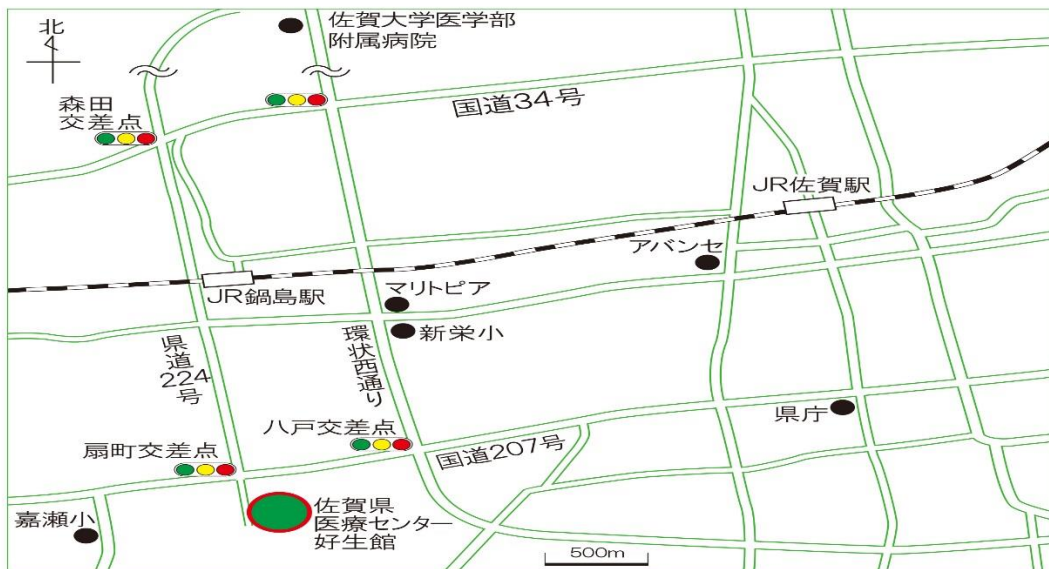 北
佐賀大学医学部
附属病院
森田
交差点
国道34号
JR佐賀駅
アバンセ
JR鍋島駅
マリトピア
新栄小
県道224号
環状西通り
県庁
八戸交差点
国道207号
扇町交差点
嘉瀬小
佐賀県
医療センター
好生館
500m